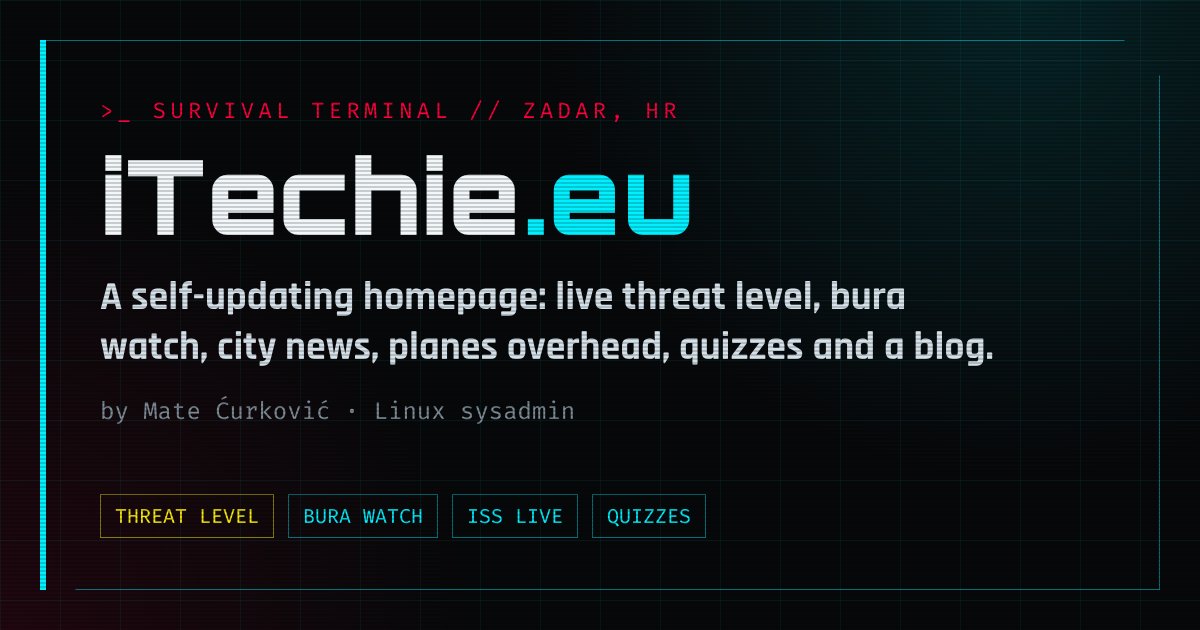 >_ SURVIVAL TERMINAL // ZADAR, HR
iTechie.eu
A self-updating homepage: live threat level, bura
watch, city news, planes overhead, quizzes and a blog.
by Mate Ćurković · Linux sysadmin
THREAT LEVEL BURA WATCH ISS LIVE QUIZZES